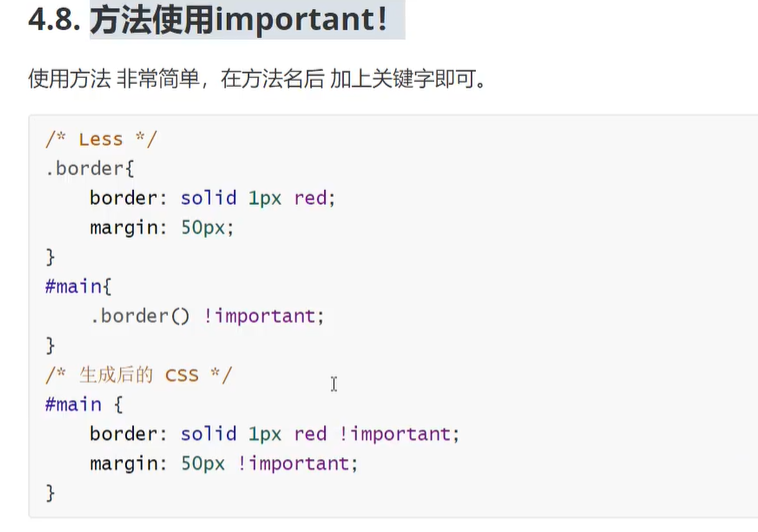 4.8. 方法使用important！
使用方法 非常简单，在方法名后 加上关键字即可。
/* Less */
.border{
    border: solid 1px red;
    margin: 50px;
}
#main{
    .border() !important;
}
/* 生成后的 CSS */
#main {
    border: solid 1px red !important;
    margin: 50px !important;
}